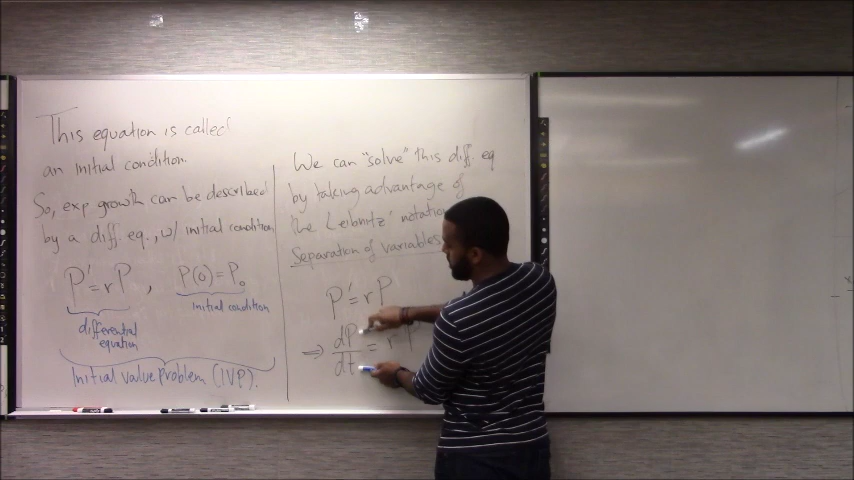 This equation is called
an initial condition.
So, exp growth can be described
by a diff. eq., w/ initial condition
P' = rP , P(0) = P₀
differential equation
initial condition
Initial value problem (IVP).
We can "solve" this diff. eq
by taking advantage of
the Leibnitz' notation
Separation of variables
P' = rP
⇒ dP/dt = rP